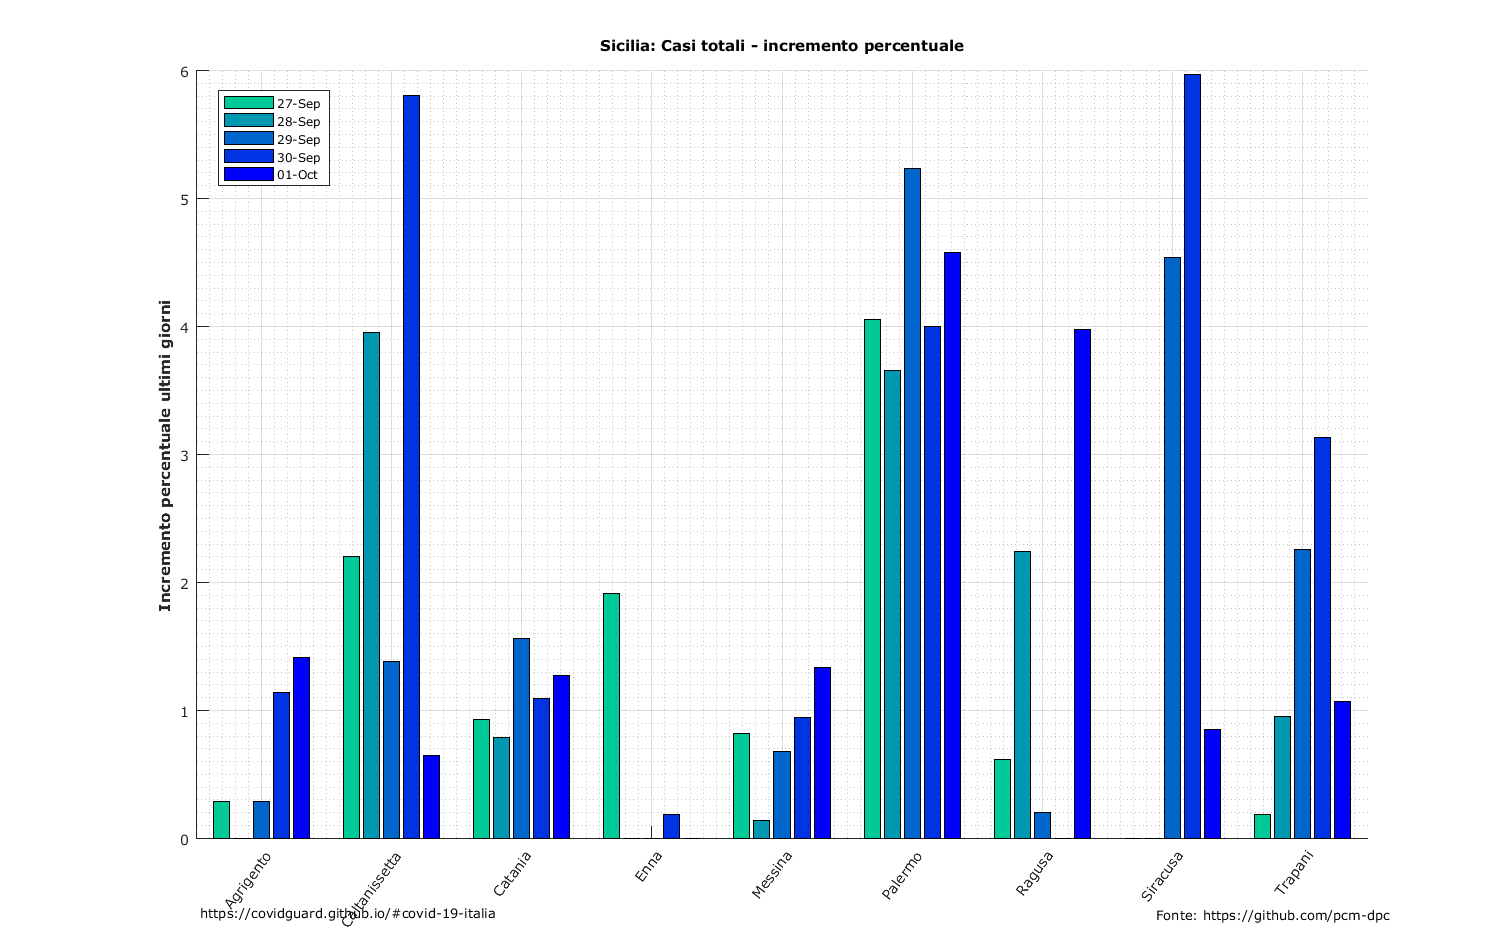 Sicilia: Casi totali - incremento percentuale
27-Sep
28-Sep
29-Sep
30-Sep
01-Oct
Incremento percentuale ultimi giorni
6
5
4
3
2
1
0
Agrigento
Caltanissetta
Catania
Enna
Messina
Palermo
Ragusa
Siracusa
Trapani
https://covidguard.github.io/#covid-19-italia
Fonte: https://github.com/pcm-dpc